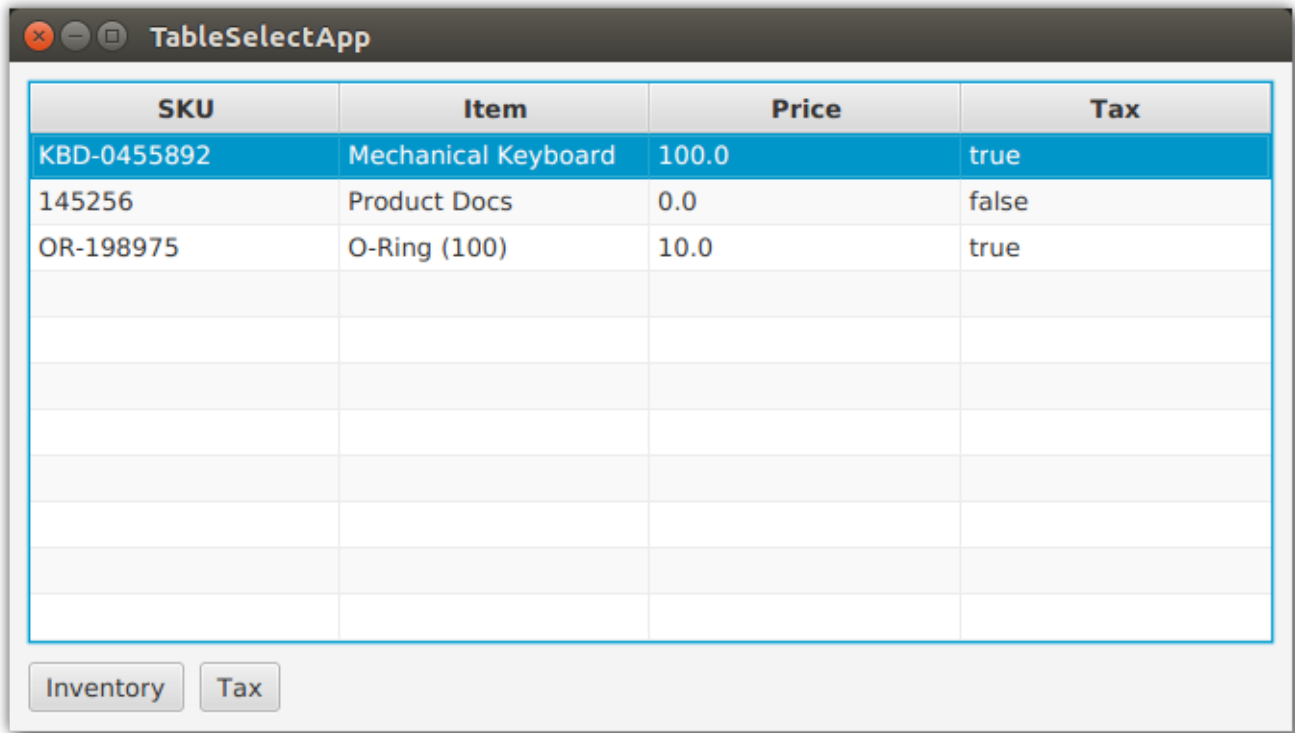 TableSelectApp
SKU Item Price Tax
KBD-0455892 Mechanical Keyboard 100.0 true
145256 Product Docs 0.0 false
OR-198975 O-Ring (100) 10.0 true
Inventory Tax